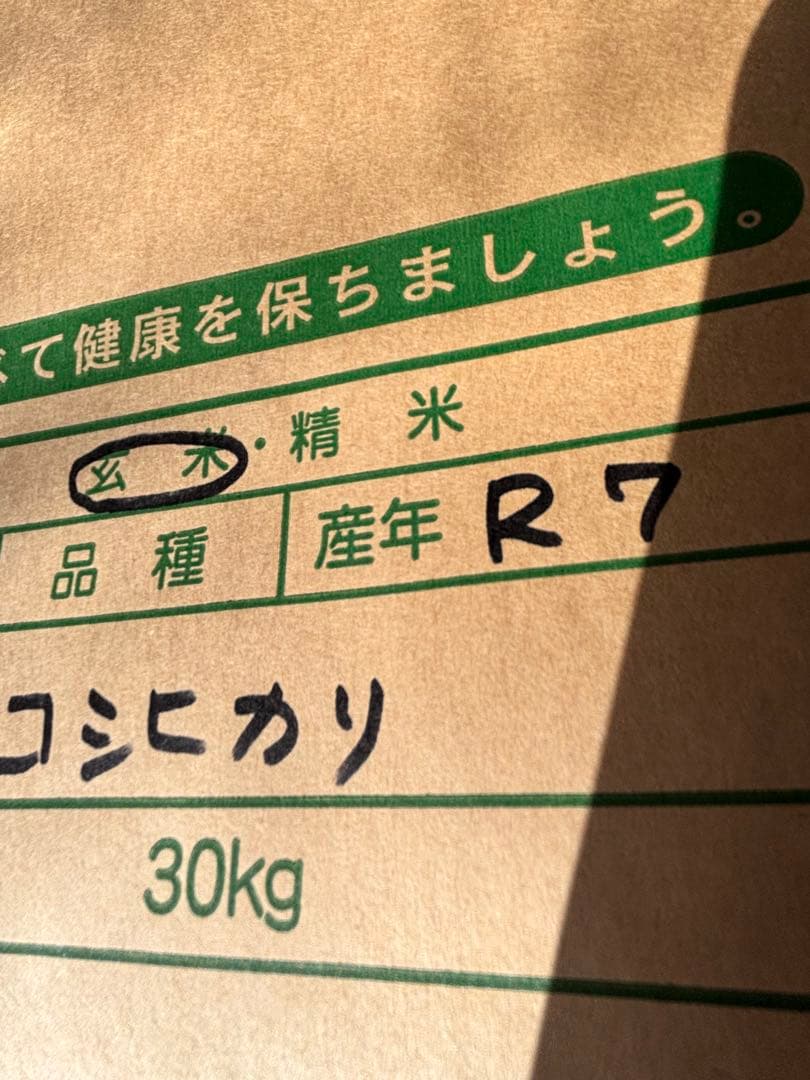 べて健康を保ちましょう。
玄米・精米
品種
産年 R7
コシヒカリ
30kg